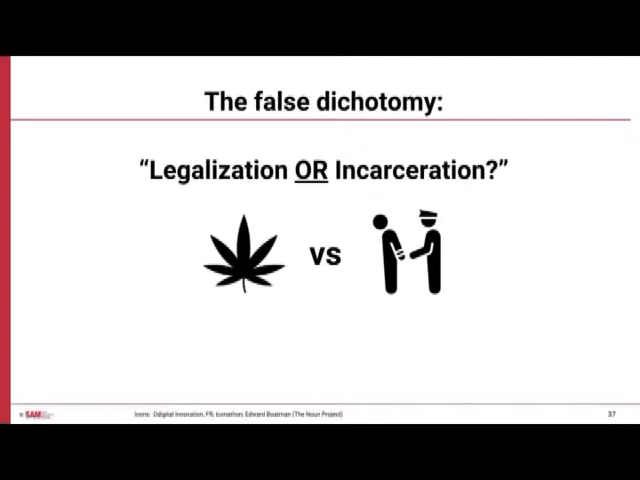 The false dichotomy:
“Legalization OR Incarceration?”
vs
SAM
Icons: Odigital Innovation, FR; Iconathon; Edward Boatman (The Noun Project)
37